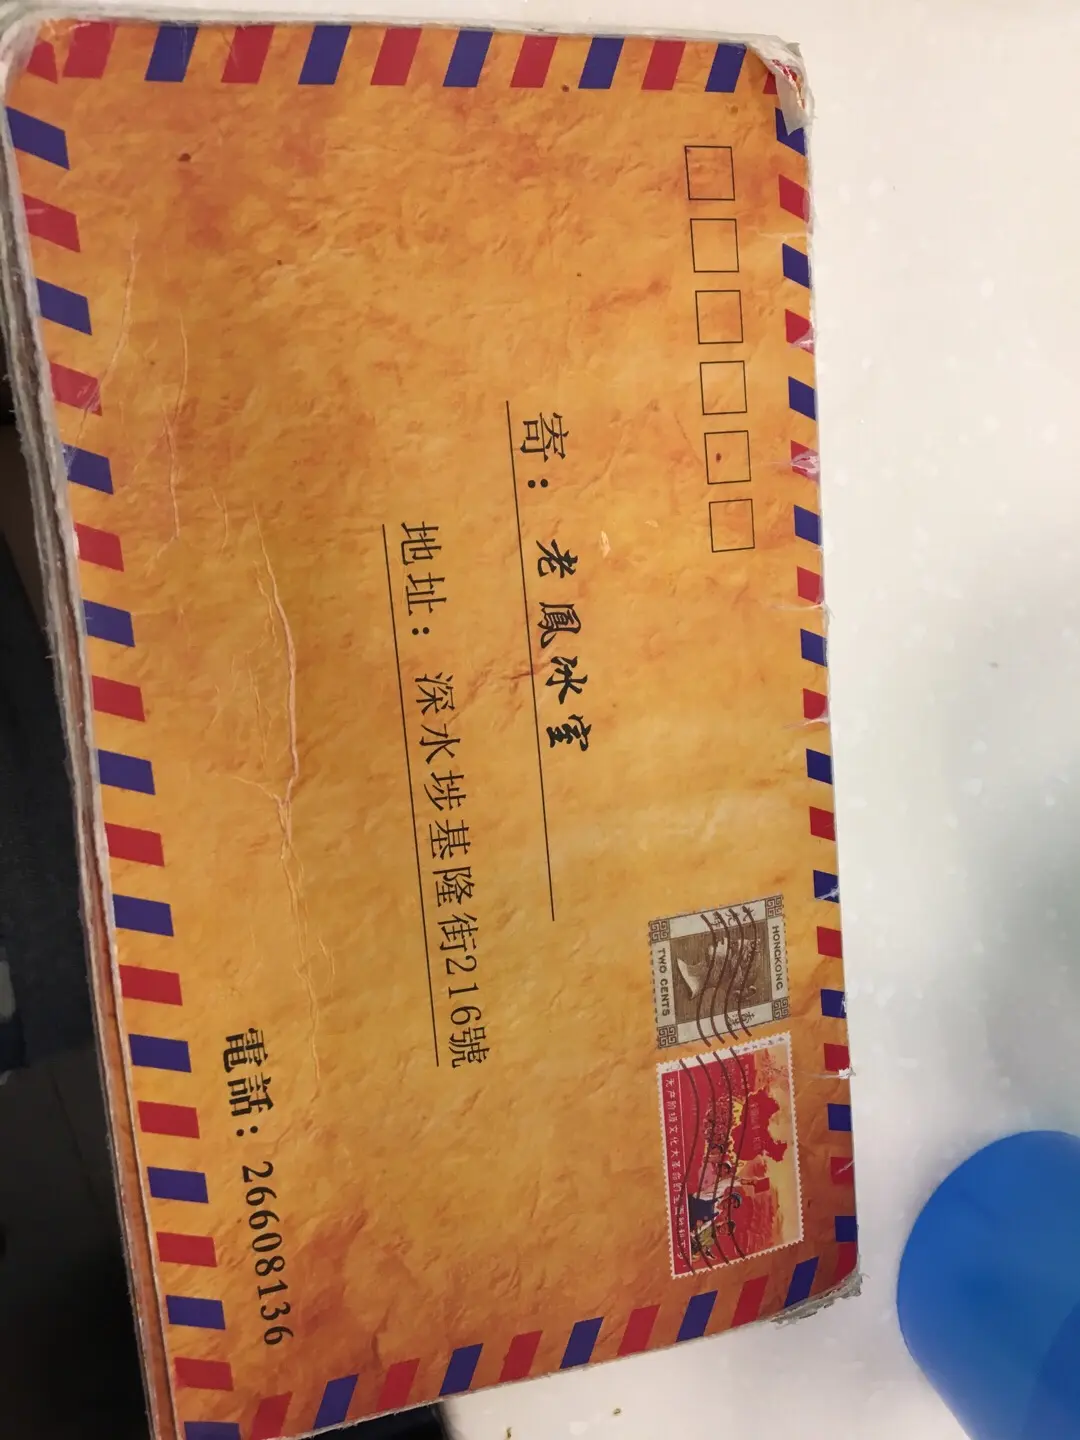 HONGKONG
TWO CENTS
寄：老鳳冰室
地址：深水埗基隆街216號
電話：26608136